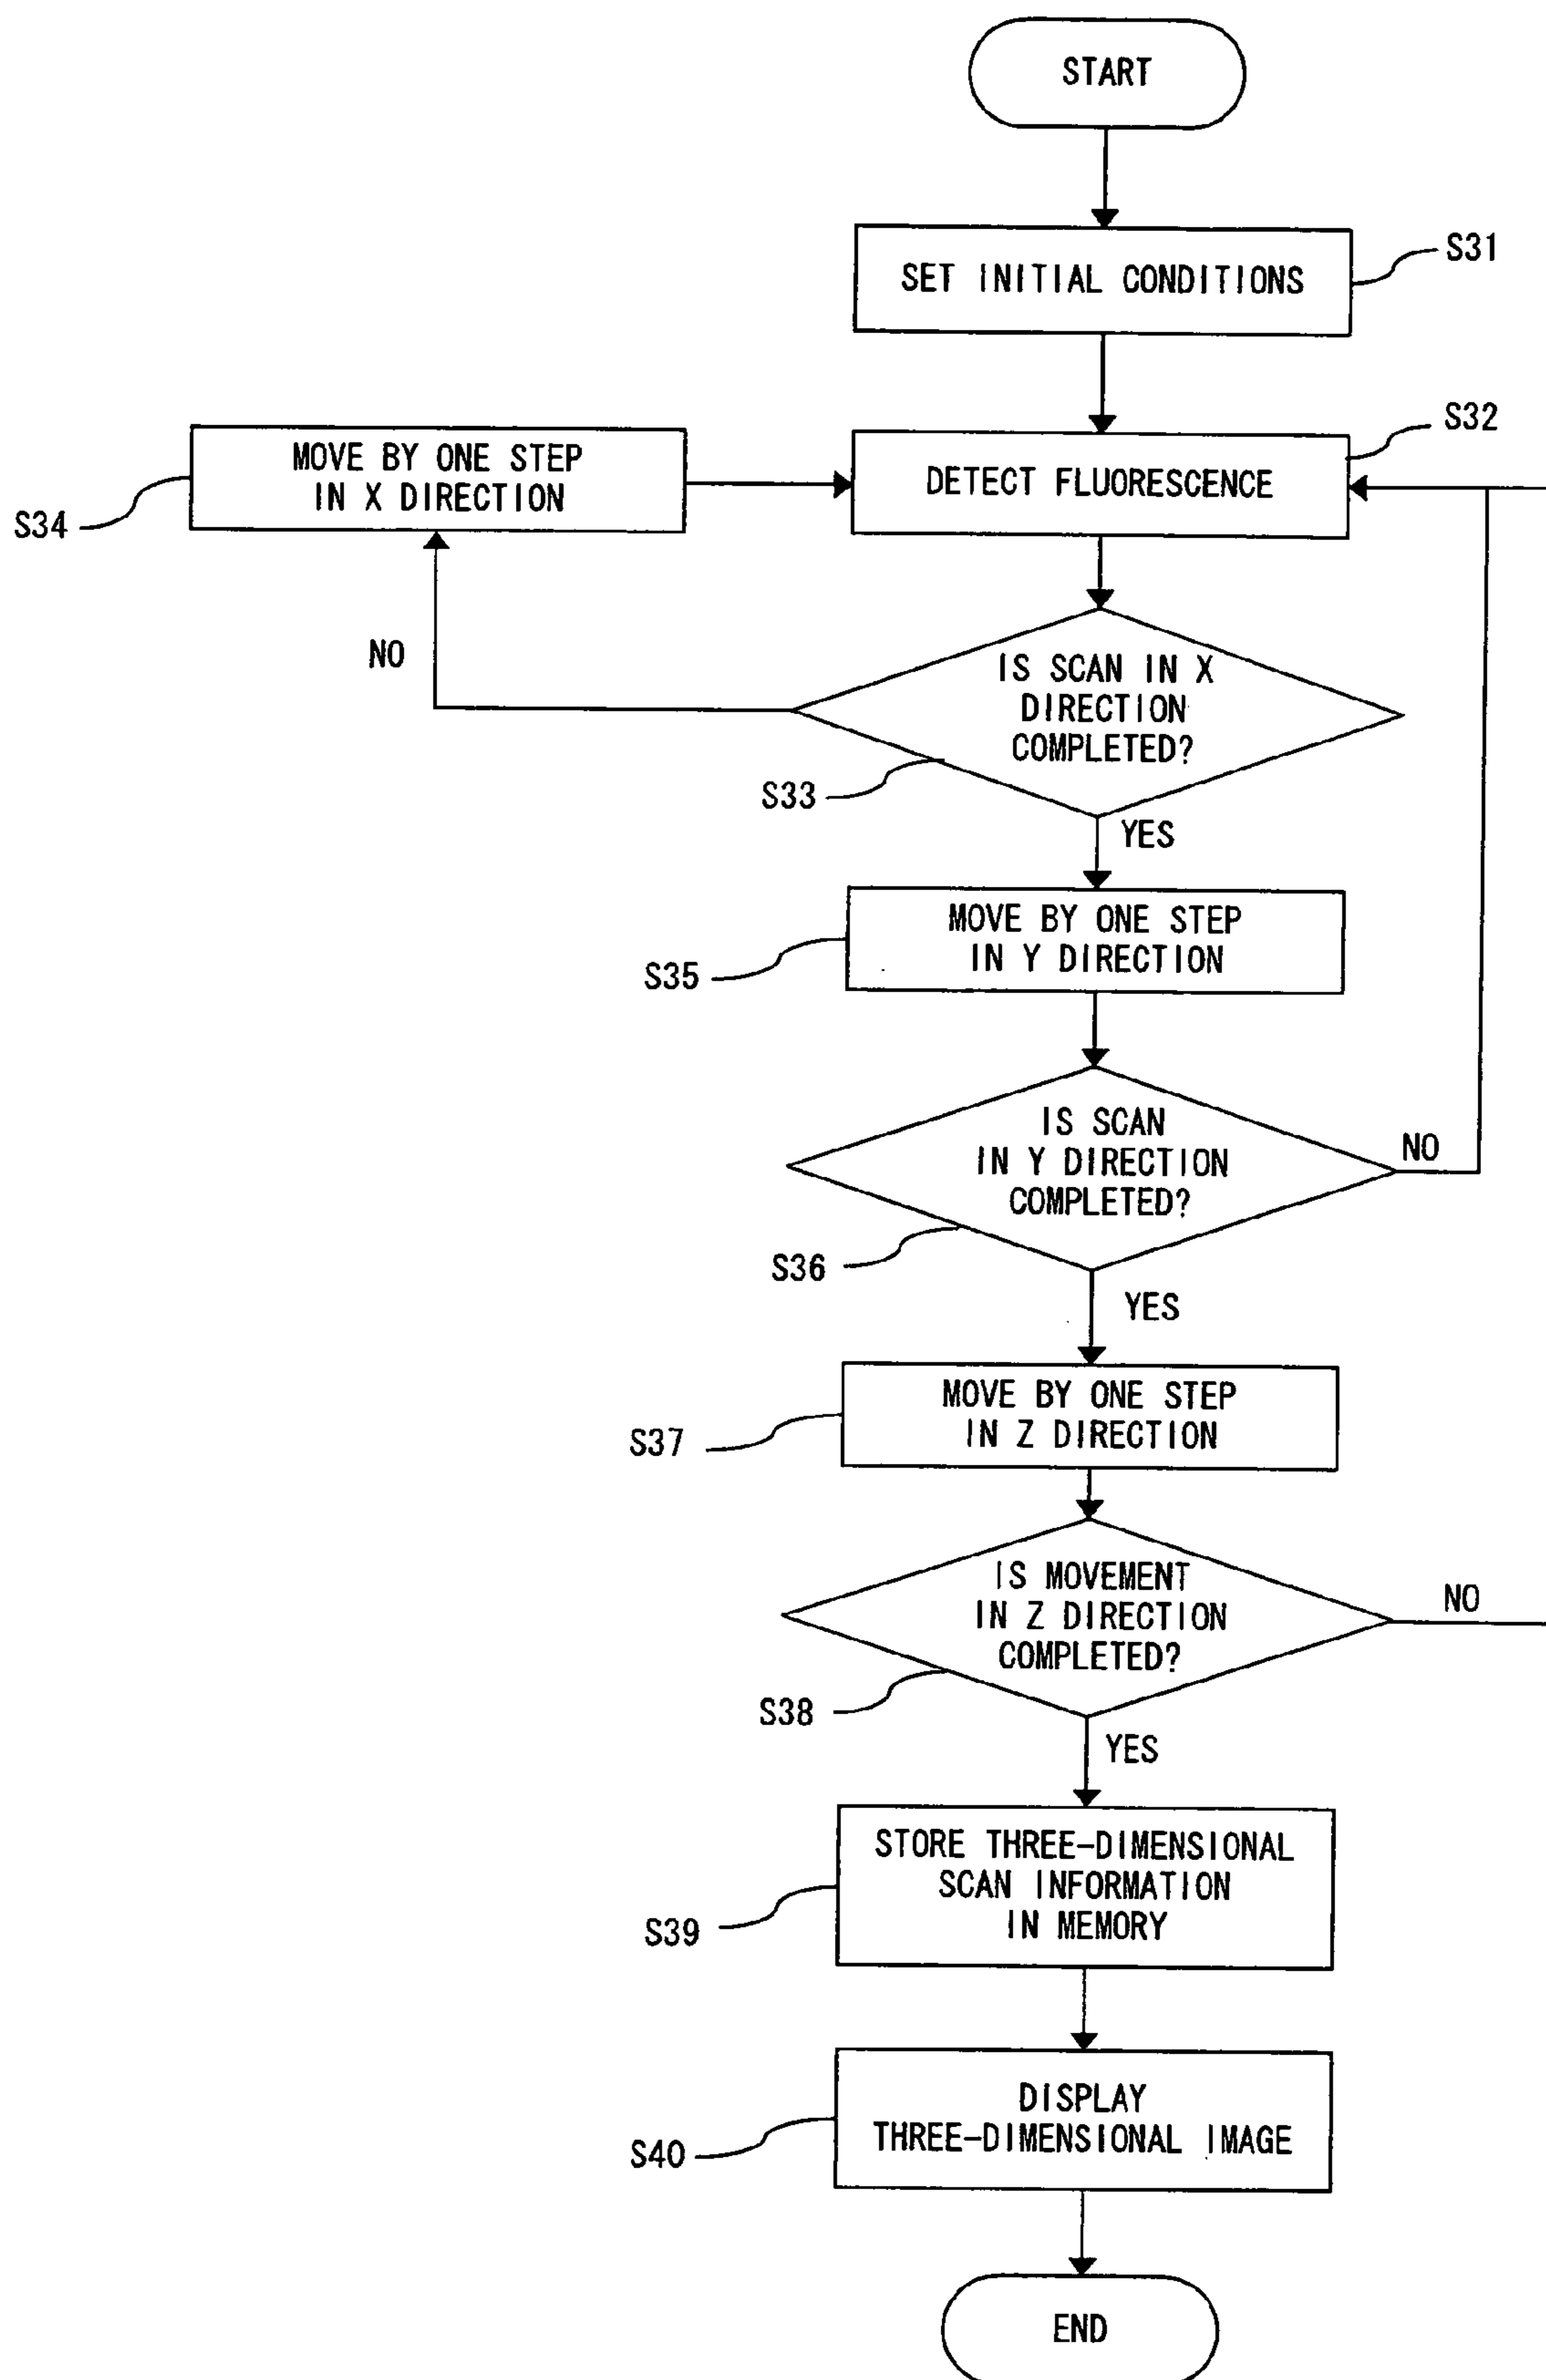 START
SET INITIAL CONDITIONS
S31
S32
MOVE BY ONE STEP
IN X DIRECTION
DETECT FLUORESCENCE
S34
NO
IS SCAN IN X
DIRECTION
COMPLETED?
S33
YES
MOVE BY ONE STEP
IN Y DIRECTION
S35
IS SCAN
IN Y DIRECTION
COMPLETED?
NO
S36
YES
MOVE BY ONE STEP
IN Z DIRECTION
S37
IS MOVEMENT
IN Z DIRECTION
COMPLETED?
NO
S38
YES
STORE THREE-DIMENSIONAL
SCAN INFORMATION
IN MEMORY
S39
DISPLAY
THREE-DIMENSIONAL IMAGE
S40
END